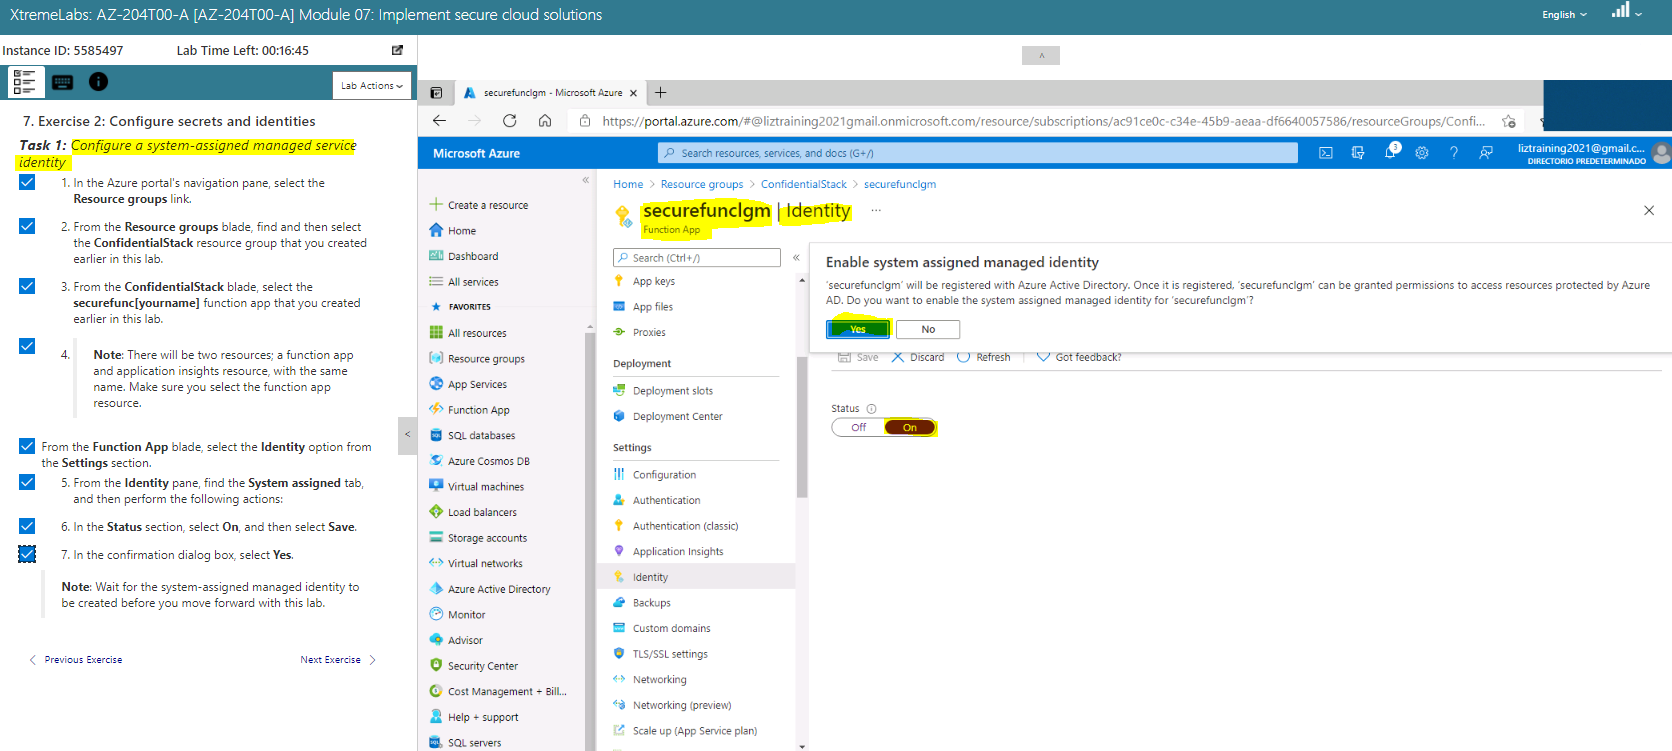 XtremeLabs: AZ-204T00-A [AZ-204T00-A] Module 07: Implement secure cloud solutions
English
Instance ID: 5585497
Lab Time Left: 00:16:45
Lab Actions
7. Exercise 2: Configure secrets and identities
Task 1: Configure a system-assigned managed service
identity
1. In the Azure portal's navigation pane, select the
Resource groups link.
2. From the Resource groups blade, find and then select
the ConfidentialStack resource group that you created
earlier in this lab.
3. From the ConfidentialStack blade, select the
securefunc[yourname] function app that you created
earlier in this lab.
4.
Note: There will be two resources; a function app
and application insights resource, with the same
name. Make sure you select the function app
resource.
From the Function App blade, select the Identity option from
the Settings section.
5. From the Identity pane, find the System assigned tab,
and then perform the following actions:
6. In the Status section, select On, and then select Save.
7. In the confirmation dialog box, select Yes.
Note: Wait for the system-assigned managed identity to
be created before you move forward with this lab.
Previous Exercise
Next Exercise
securefunclgm - Microsoft Azure
https://portal.azure.com/#@liztraining2021gmail.onmicrosoft.com/resource/subscriptions/ac91ce0c-c34e-45b9-aeaa-df6640057586/resourceGroups/Confi...
Microsoft Azure
Search resources, services, and docs (G+/)
3
liztraining2021@gmail.c...
DIRECTORIO PREDETERMINADO
Create a resource
Home
Dashboard
All services
FAVORITES
All resources
Resource groups
App Services
Function App
SQL databases
Azure Cosmos DB
Virtual machines
Load balancers
Storage accounts
Virtual networks
Azure Active Directory
Monitor
Advisor
Security Center
Cost Management + Bill...
Help + support
SQL servers
Home > Resource groups > ConfidentialStack > securefunclgm
securefunclgm | Identity ...
Function App
Search (Ctrl+/)
App keys
App files
Proxies
Deployment
Deployment slots
Deployment Center
Settings
Configuration
Authentication
Authentication (classic)
Application Insights
Identity
Backups
Custom domains
TLS/SSL settings
Networking
Networking (preview)
Scale up (App Service plan)
Enable system assigned managed identity
'securefunclgm' will be registered with Azure Active Directory. Once it is registered, 'securefunclgm' can be granted permissions to access resources protected by Azure
AD. Do you want to enable the system assigned managed identity for 'securefunclgm'?
Yes
No
Save
Discard
Refresh
Got feedback?
Status
Off
On